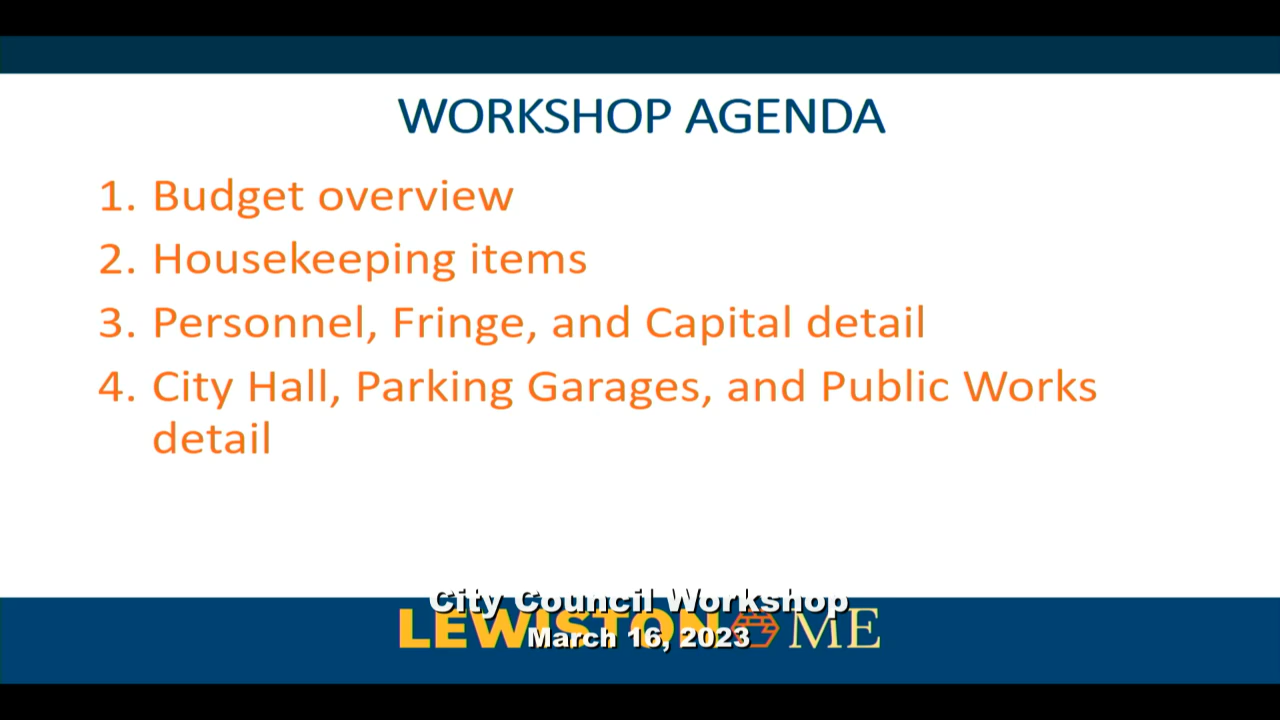 WORKSHOP AGENDA
1. Budget overview
2. Housekeeping items
3. Personnel, Fringe, and Capital detail
4. City Hall, Parking Garages, and Public Works
detail
City Council Workshop
LEWISTON ME
March 16, 2023